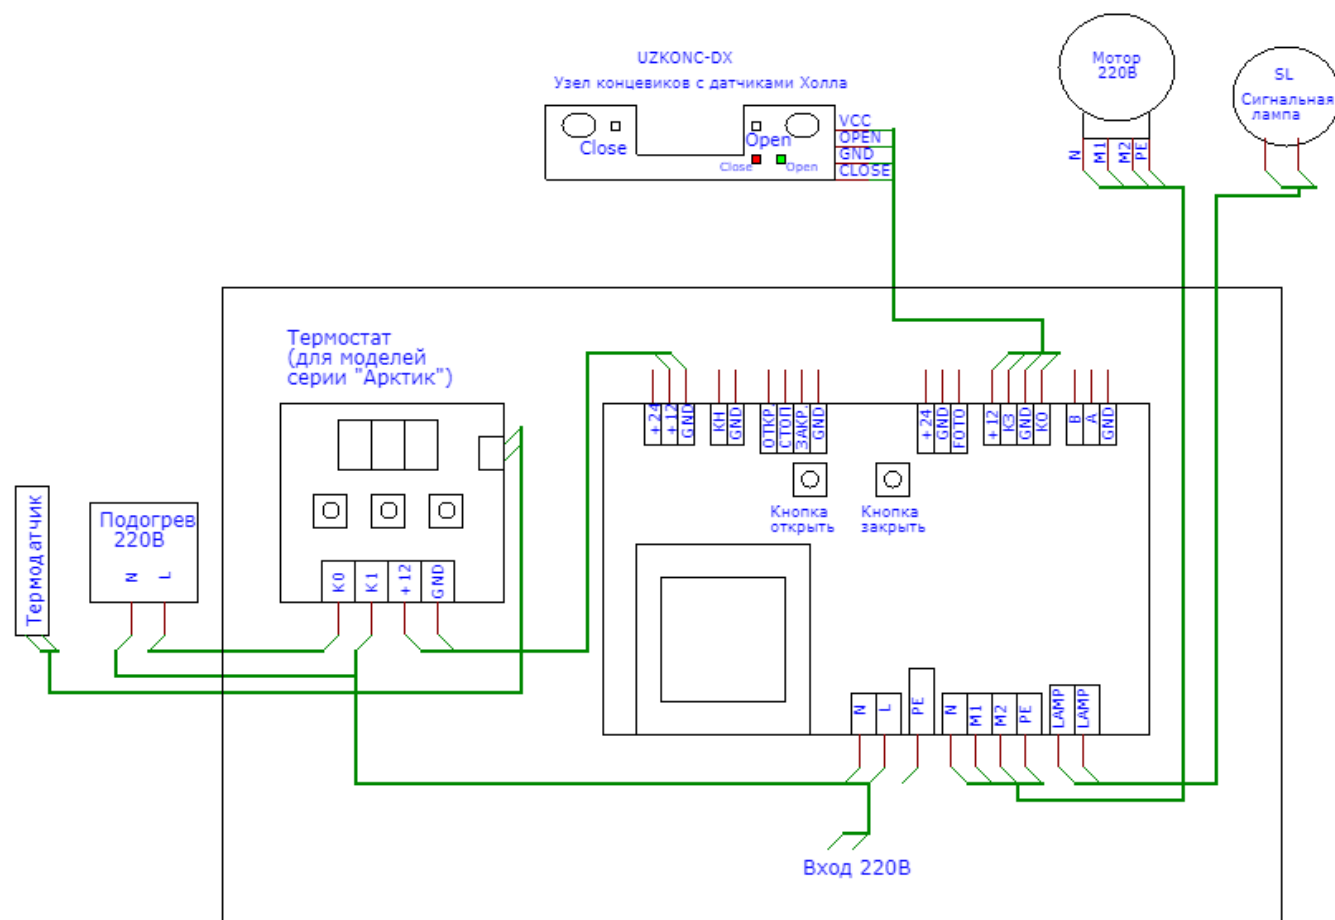 UZKONC-DX
Узел концевиков с датчиками Холла
Close
Open
Close
Open
VCC
OPEN
GND
CLOSE
Мотор
220В
N
M1
M2
PE
SL
Сигнальная
лампа
Термостат
(для моделей
серии "Арктик")
K0
K1
+12
GND
Термодатчик
Подогрев
220В
N
L
+24
+12
GND
КН
GND
ОТКР.
СТОП
ЗАКР.
GND
+24
GND
FOTO
+12
КЗ
GND
КО
B
A
GND
Кнопка
открыть
Кнопка
закрыть
N
L
PE
N
M1
M2
PE
LAMP
LAMP
Вход 220В